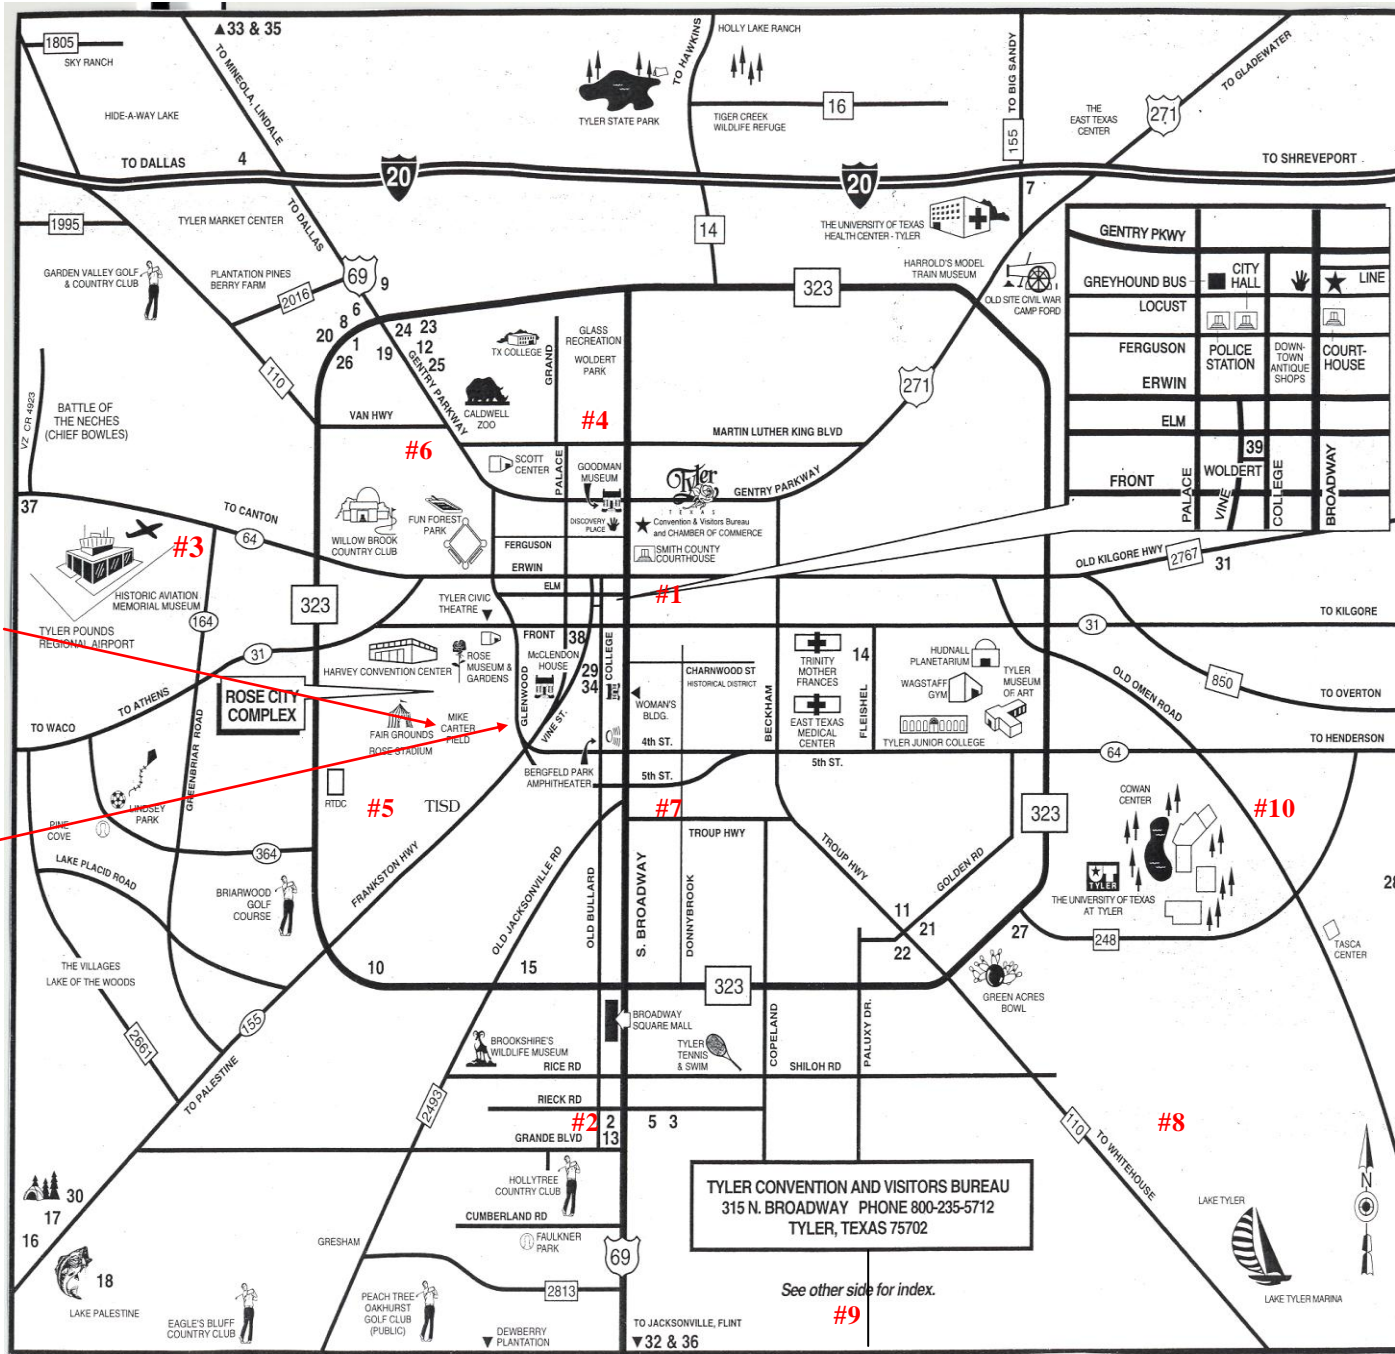 1805
SKY RANCH
▲33 & 35
TO MINEOLA, LINDALE
HIDE-A-WAY LAKE
TO HAWKINS
HOLLY LAKE RANCH
TYLER STATE PARK
16
TIGER CREEK
WILDLIFE REFUGE
TO BIG SANDY
155
THE
EAST TEXAS
CENTER
271
TO GLADEWATER
TO DALLAS
4
20
20
TO SHREVEPORT
7
1995
TYLER MARKET CENTER
TO DALLAS
14
THE UNIVERSITY OF TEXAS
HEALTH CENTER - TYLER
GARDEN VALLEY GOLF
& COUNTRY CLUB
PLANTATION PINES
BERRY FARM
2016
69
9
6
8
20
1
26
19
24
23
12
25
GENTRY PARKWAY
323
HARROLD'S MODEL
TRAIN MUSEUM
OLD SITE CIVIL WAR
CAMP FORD
GENTRY PKWY
GREYHOUND BUS
CITY
HALL
LINE
LOCUST
FERGUSON
POLICE
STATION
DOWN-
TOWN
ANTIQUE
SHOPS
COURT-
HOUSE
ERWIN
ELM
39
WOLDERT
FRONT
PALACE
VINE
COLLEGE
BROADWAY
TX COLLEGE
GRAND
GLASS
RECREATION
WOLDERT
PARK
CALDWELL
ZOO
#4
271
110
VAN HWY
VZ CR 4923
BATTLE OF
THE NECHES
(CHIEF BOWLES)
#6
MARTIN LUTHER KING BLVD
SCOTT
CENTER
PALACE
GOODMAN
MUSEUM
Tyler
TEXAS
GENTRY PARKWAY
37
TO CANTON
64
WILLOW BROOK
COUNTRY CLUB
FUN FOREST
PARK
DISCOVERY
PLACE
Convention & Visitors Bureau
and CHAMBER OF COMMERCE
SMITH COUNTY
COURTHOUSE
#3
FERGUSON
ERWIN
ELM
OLD KILGORE HWY
2767
31
HISTORIC AVIATION
MEMORIAL MUSEUM
TYLER POUNDS
REGIONAL AIRPORT
164
323
TYLER CIVIC
THEATRE
#1
TO KILGORE
31
31
HARVEY CONVENTION CENTER
ROSE
MUSEUM &
GARDENS
FRONT
38
McCLENDON
HOUSE
29
34
COLLEGE
GLENWOOD
VINE ST.
CHARNWOOD ST
HISTORICAL DISTRICT
WOMAN'S
BLDG.
BECKHAM
TRINITY
MOTHER
FRANCES
EAST TEXAS
MEDICAL
CENTER
14
FLEISHEL
HUDNALL
PLANETARIUM
WAGSTAFF
GYM
TYLER
MUSEUM
OF ART
TYLER JUNIOR COLLEGE
OLD OMEN ROAD
850
TO OVERTON
TO HENDERSON
64
TO ATHENS
TO WACO
ROSE CITY
COMPLEX
GREENBRIAR ROAD
FAIR GROUNDS
ROSE STADIUM
MIKE
CARTER
FIELD
4th ST.
5th ST.
5th ST.
BERGFELD PARK
AMPHITHEATER
RTDC
#5
TISD
#7
323
COWAN
CENTER
#10
LINDSEY
PARK
PINE
COVE
364
LAKE PLACID ROAD
FRANKSTON HWY
OLD JACKSONVILLE RD
OLD BULLARD
S. BROADWAY
DONNYBROOK
TROUP HWY
TROUP HWY
GOLDEN RD
TYLER
THE UNIVERSITY OF TEXAS
AT TYLER
28
BRIARWOOD
GOLF
COURSE
11
21
22
27
248
TASCA
CENTER
THE VILLAGES
LAKE OF THE WOODS
10
15
323
GREEN ACRES
BOWL
2661
155
TO PALESTINE
BROADWAY
SQUARE MALL
BROOKSHIRE'S
WILDLIFE MUSEUM
TYLER
TENNIS
& SWIM
COPELAND
PALUXY DR.
RICE RD
SHILOH RD
2493
RIECK RD
#2
2
13
5 3
GRANDE BLVD
110
TO WHITEHOUSE
#8
N
30
17
16
18
LAKE PALESTINE
HOLLYTREE
COUNTRY CLUB
CUMBERLAND RD
FAULKNER
PARK
TYLER CONVENTION AND VISITORS BUREAU
315 N. BROADWAY PHONE 800-235-5712
TYLER, TEXAS 75702
LAKE TYLER
LAKE TYLER MARINA
GRESHAM
69
2813
See other side for index.
#9
EAGLE'S BLUFF
COUNTRY CLUB
PEACH TREE
OAKHURST
GOLF CLUB
(PUBLIC)
DEWBERRY
PLANTATION
TO JACKSONVILLE, FLINT
▼32 & 36